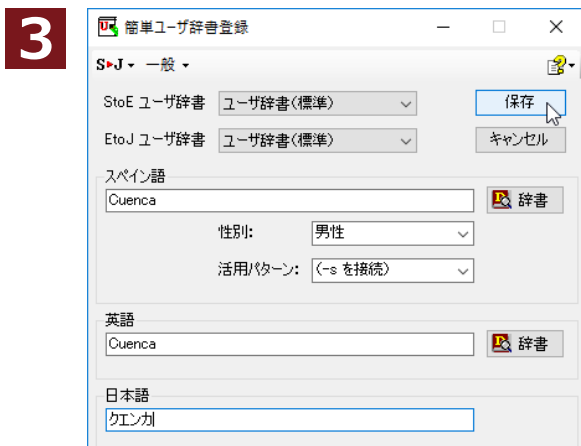 3
簡単ユーザ辞書登録
S▶J 一般
StoE ユーザ辞書 ユーザ辞書(標準) 保存
EtoJ ユーザ辞書 ユーザ辞書(標準) キャンセル
スペイン語
Cuenca 辞書
性別: 男性
活用パターン: (-s を接続)
英語
Cuenca 辞書
日本語
クエンカ